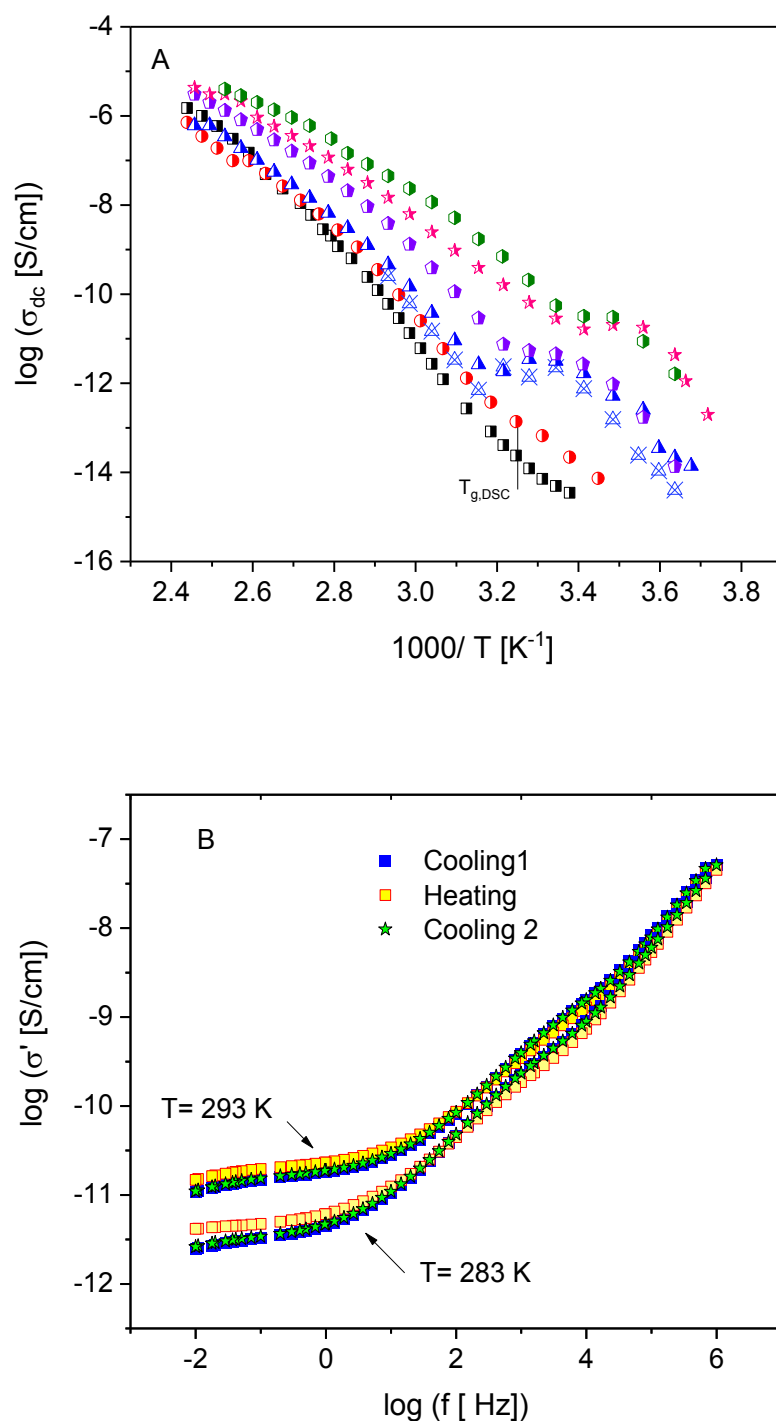 A
-4
-6
-8
-10
-12
-14
-16
log (σdc [S/cm])
Tg,DSC
2.4 2.6 2.8 3.0 3.2 3.4 3.6 3.8
1000/ T [K-1]
B
-7
-8
-9
-10
-11
-12
log (σ' [S/cm])
Cooling1
Heating
Cooling 2
T= 293 K
T= 283 K
-2 0 2 4 6
log (f [ Hz])